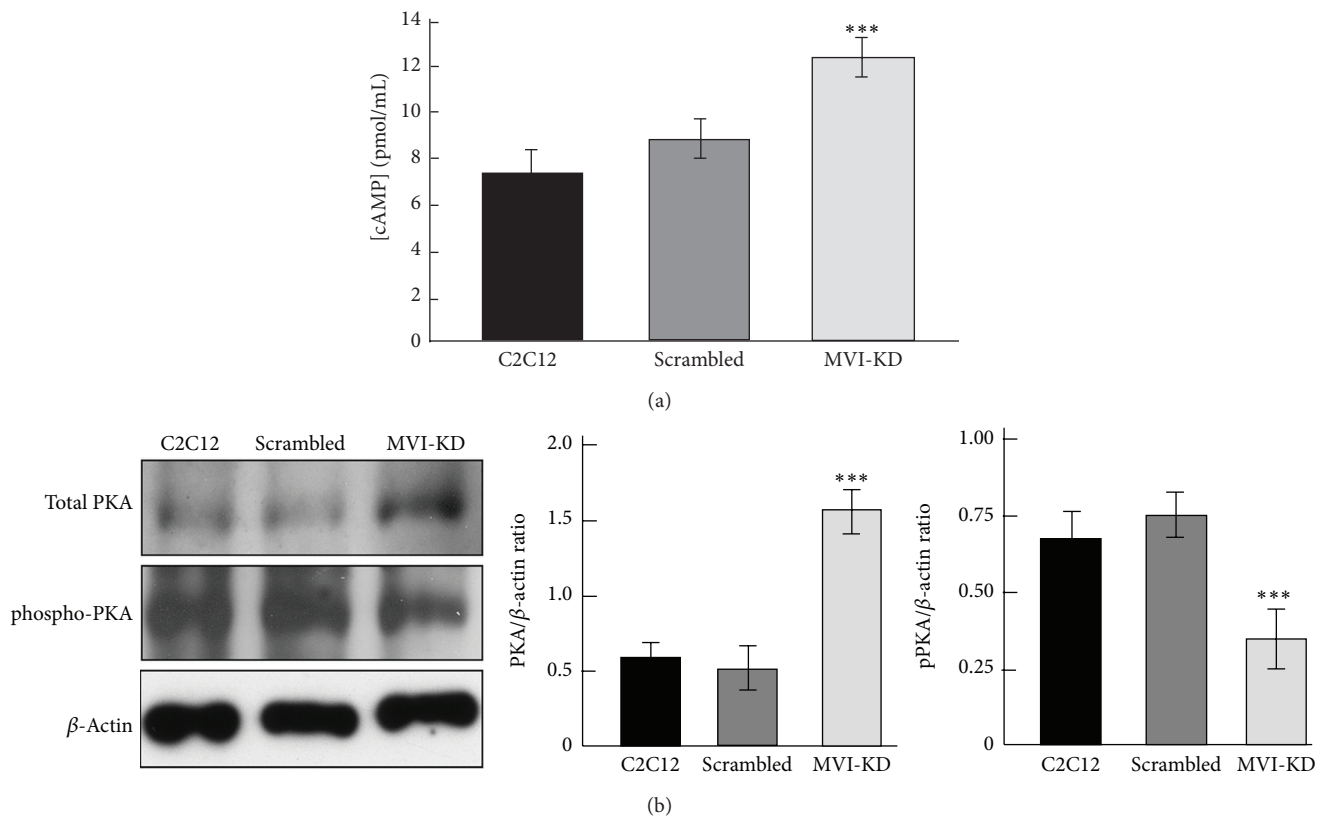 14
12
10
8
6
4
2
0
[cAMP] (pmol/mL)
***
C2C12 Scrambled MVI-KD
(a)
C2C12 Scrambled MVI-KD
Total PKA
phospho-PKA
β-Actin
2.0
1.5
1.0
0.5
0
PKA/β-actin ratio
***
C2C12 Scrambled MVI-KD
1.00
0.75
0.50
0.25
0
pPKA/β-actin ratio
***
C2C12 Scrambled MVI-KD
(b)